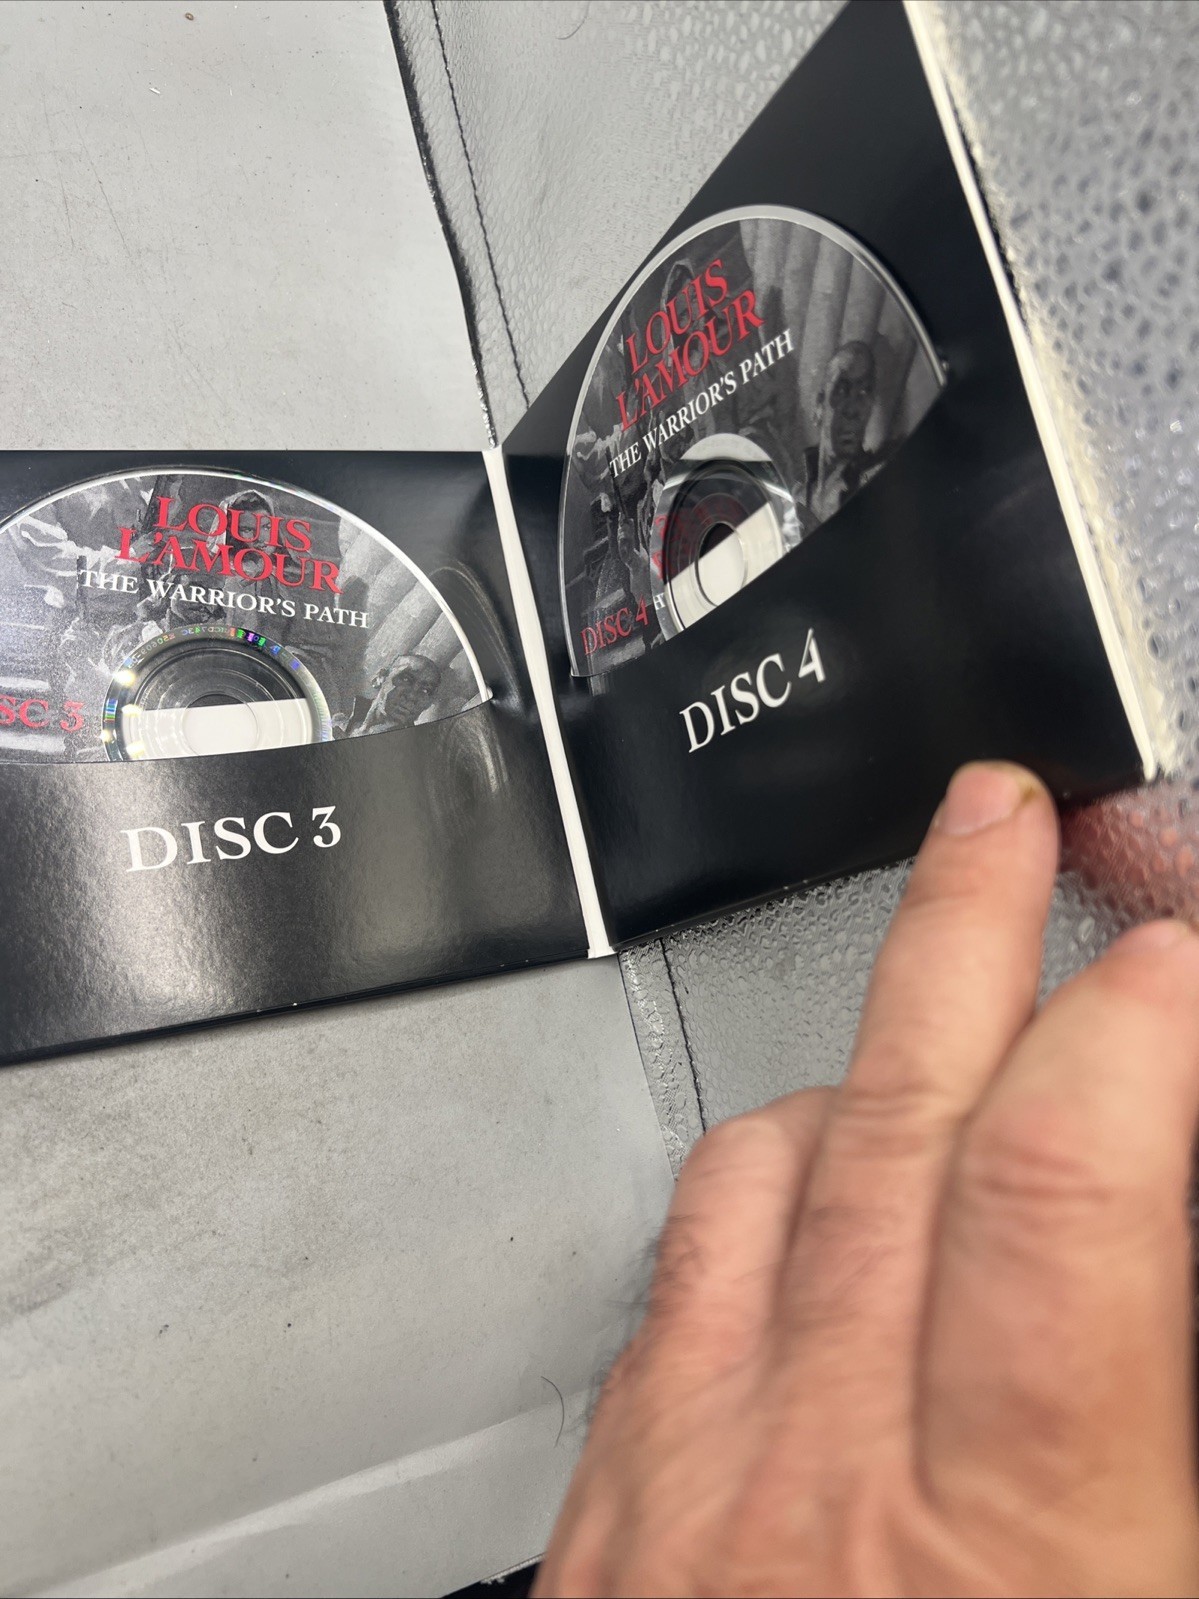 LOUIS
L'AMOUR
THE WARRIOR'S PATH
SC 3
DISC 3
LOUIS
L'AMOUR
THE WARRIOR'S PATH
DISC 4
DISC 4